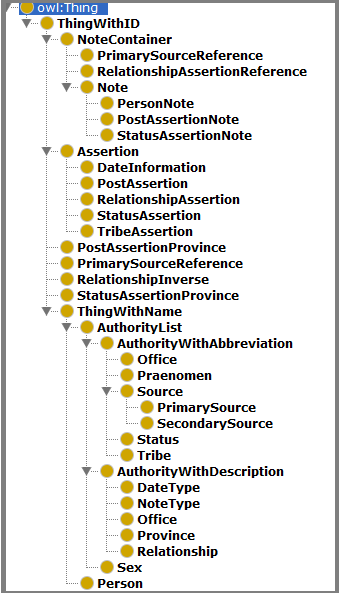 owl:Thing
ThingWithID
NoteContainer
PrimarySourceReference
RelationshipAssertionReference
Note
PersonNote
PostAssertionNote
StatusAssertionNote
Assertion
DateInformation
PostAssertion
RelationshipAssertion
StatusAssertion
TribeAssertion
PostAssertionProvince
PrimarySourceReference
RelationshipInverse
StatusAssertionProvince
ThingWithName
AuthorityList
AuthorityWithAbbreviation
Office
Praenomen
Source
PrimarySource
SecondarySource
Status
Tribe
AuthorityWithDescription
DateType
NoteType
Office
Province
Relationship
Sex
Person